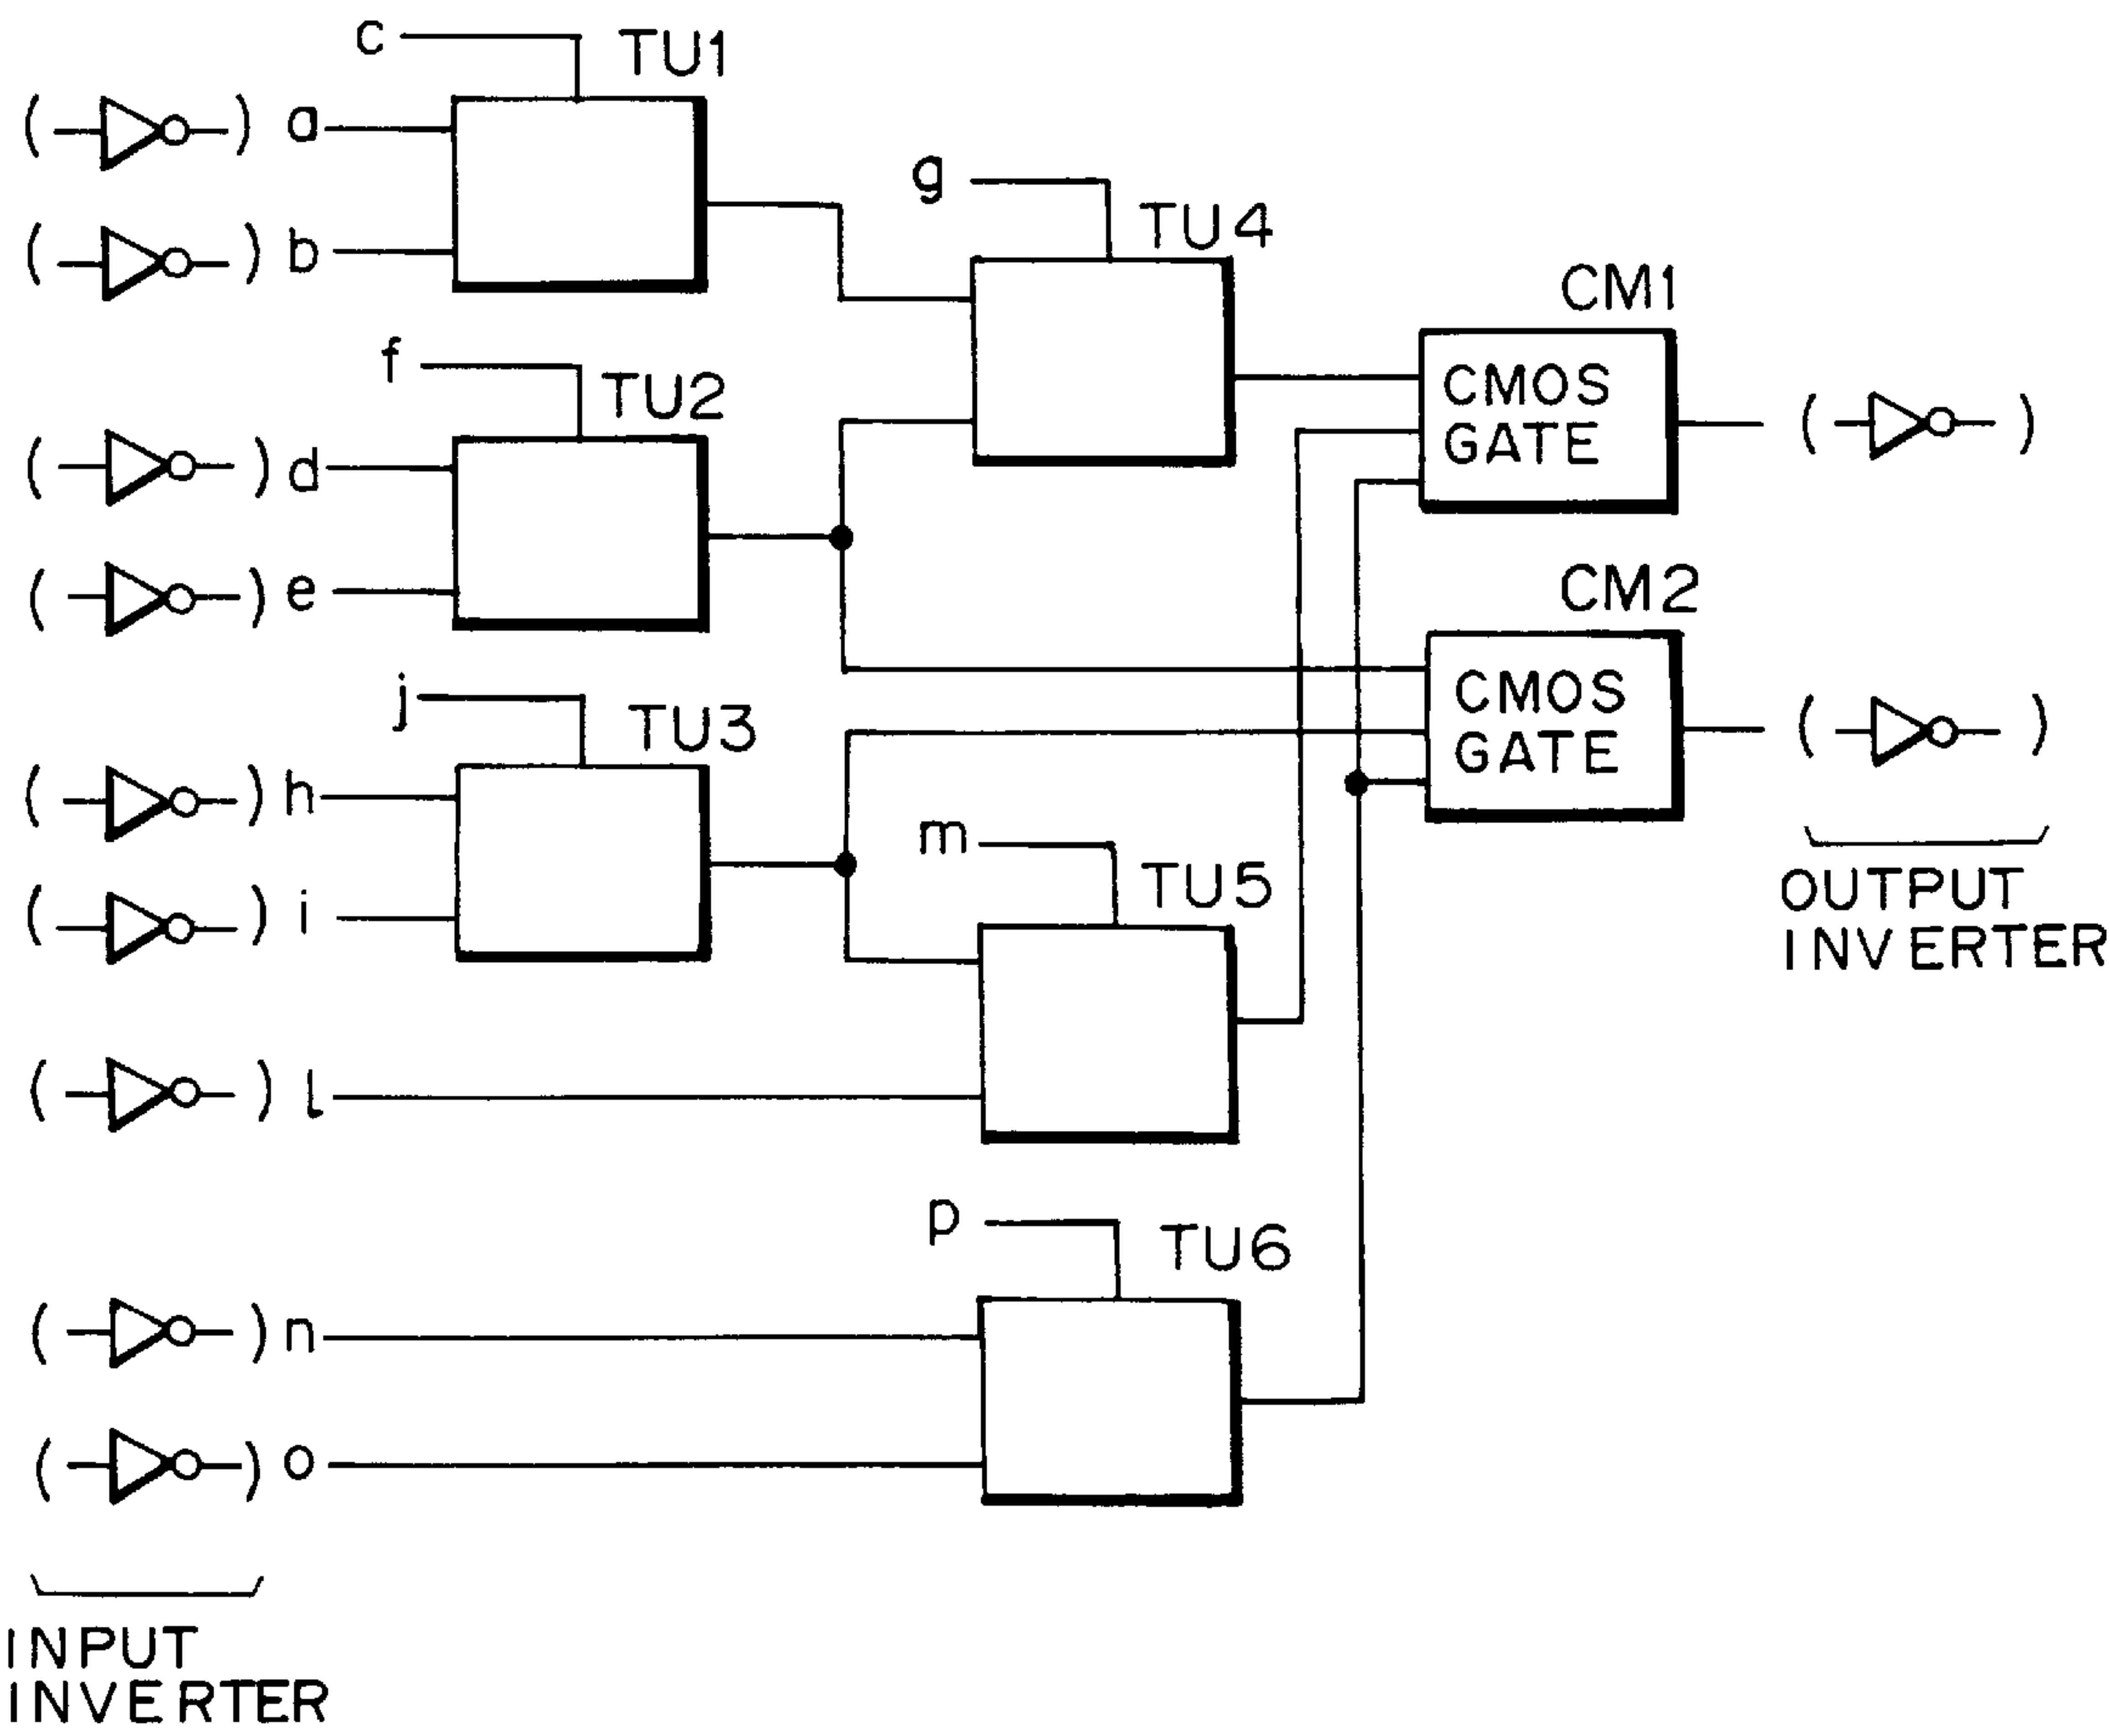 c
TU1
( ) a
( ) b
g
TU4
CM1
CMOS
GATE
( )
f
TU2
( ) d
( ) e
CM2
CMOS
GATE
( )
j
TU3
( ) h
( ) i
m
TU5
OUTPUT
INVERTER
( ) l
p
TU6
( ) n
( ) o
INPUT
INVERTER